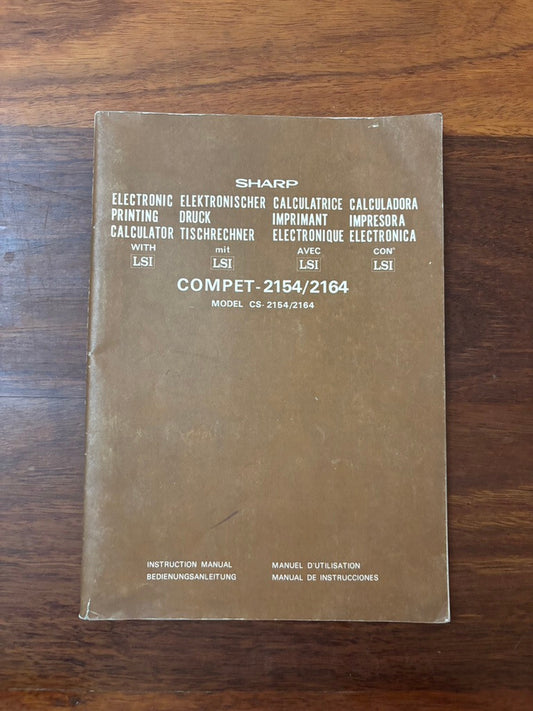 SHARP
ELECTRONIC ELEKTRONISCHER CALCULATRICE CALCULADORA
PRINTING DRUCK IMPRIMANT IMPRESORA
CALCULATOR TISCHRECHNER ELECTRONIQUE ELECTRONICA
WITH mit AVEC CON
LSI LSI LSI LSI
COMPET-2154/2164
MODEL CS-2154/2164
INSTRUCTION MANUAL MANUEL D'UTILISATION
BEDIENUNGSANLEITUNG MANUAL DE INSTRUCCIONES